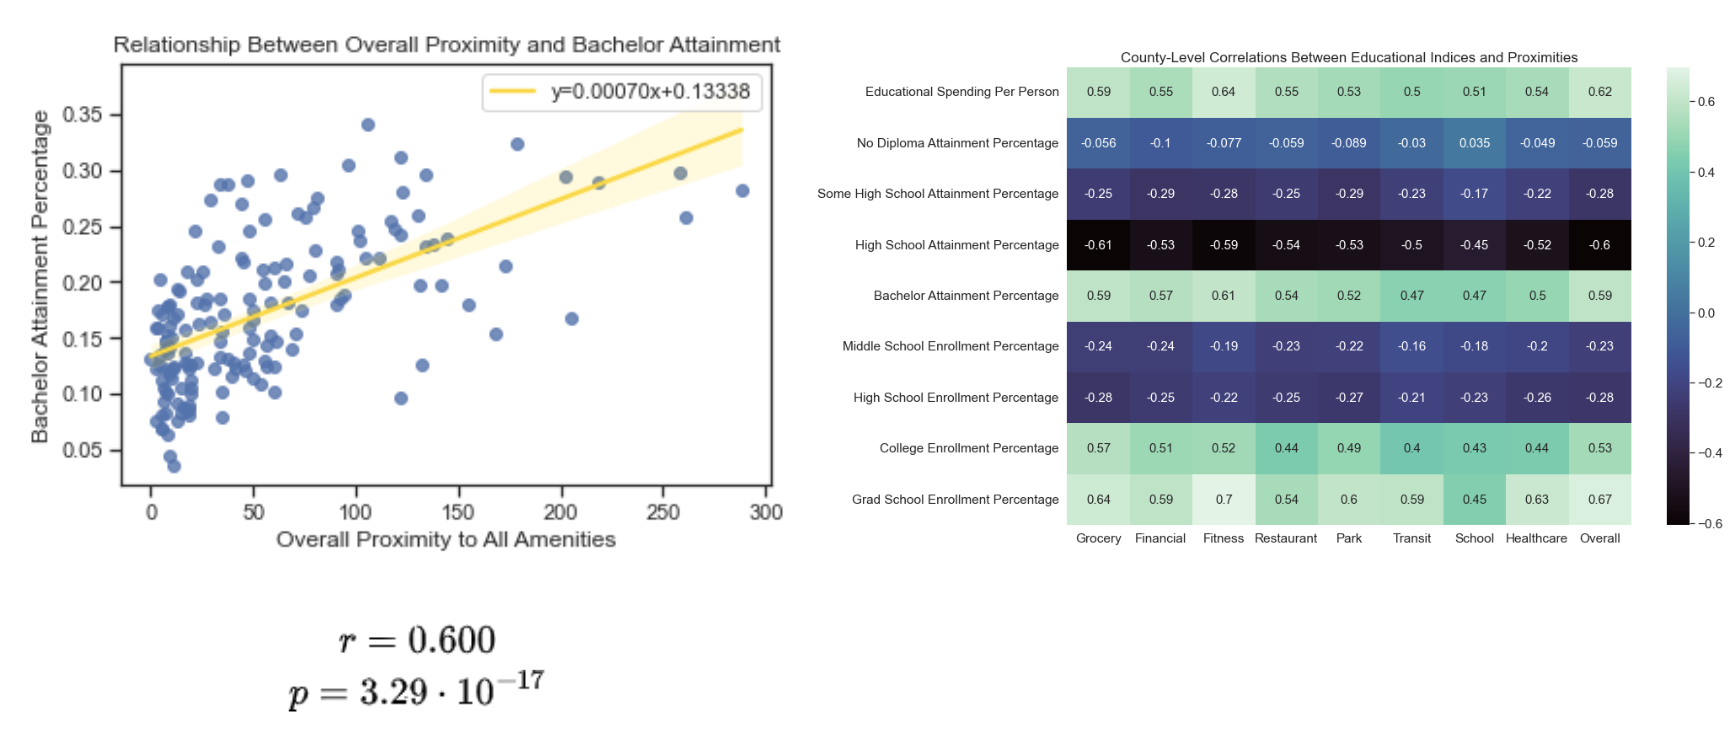 Relationship Between Overall Proximity and Bachelor Attainment
y=0.00070x+0.13338
Bachelor Attainment Percentage
0.35
0.30
0.25
0.20
0.15
0.10
0.05
0 50 100 150 200 250 300
Overall Proximity to All Amenities
r = 0.600
p = 3.29 · 10⁻¹⁷
County-Level Correlations Between Educational Indices and Proximities
Educational Spending Per Person 0.59 0.55 0.64 0.55 0.53 0.5 0.51 0.54 0.62
No Diploma Attainment Percentage -0.056 -0.1 -0.077 -0.059 -0.089 -0.03 0.035 -0.049 -0.059
Some High School Attainment Percentage -0.25 -0.29 -0.28 -0.25 -0.29 -0.23 -0.17 -0.22 -0.28
High School Attainment Percentage -0.61 -0.53 -0.59 -0.54 -0.53 -0.5 -0.45 -0.52 -0.6
Bachelor Attainment Percentage 0.59 0.57 0.61 0.54 0.52 0.47 0.47 0.5 0.59
Middle School Enrollment Percentage -0.24 -0.24 -0.19 -0.23 -0.22 -0.16 -0.18 -0.2 -0.23
High School Enrollment Percentage -0.28 -0.25 -0.22 -0.25 -0.27 -0.21 -0.23 -0.26 -0.28
College Enrollment Percentage 0.57 0.51 0.52 0.44 0.49 0.4 0.43 0.44 0.53
Grad School Enrollment Percentage 0.64 0.59 0.7 0.54 0.6 0.59 0.45 0.63 0.67
Grocery Financial Fitness Restaurant Park Transit School Healthcare Overall
0.6
0.4
0.2
0.0
-0.2
-0.4
-0.6